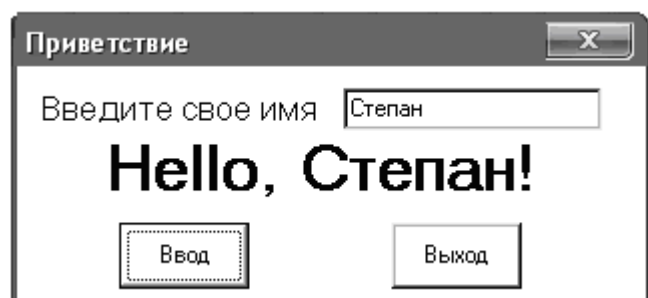 Приветствие
Введите свое имя Степан
Hello, Степан!
Ввод Выход